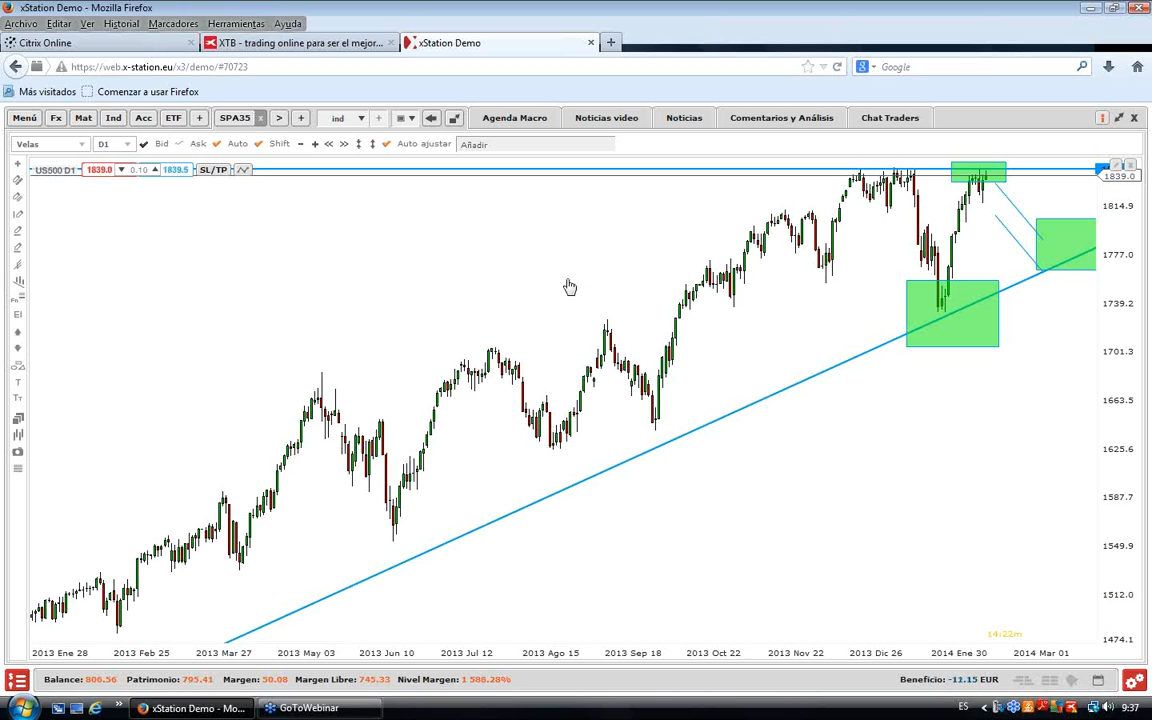 xStation Demo - Mozilla Firefox
Archivo Editar Ver Historial Marcadores Herramientas Ayuda
Citrix Online × XTB - trading online para ser el mejor... × xStation Demo × +
https://web.x-station.eu/x3/demo/#70723 Google
Más visitados Comenzar a usar Firefox
Menú Fx Mat Ind Acc ETF + SPA35 x > + ind + Agenda Macro Noticias video Noticias Comentarios y Análisis Chat Traders
Velas D1 Bid Ask Auto Shift - + << >> Auto ajustar Añadir
US500 D1 1839.0 0.10 1839.5 SL/TP
1839.0
1814.9
1777.0
1739.2
1701.3
1663.5
1625.6
1587.7
1549.9
1512.0
1474.1
14:22m
2013 Ene 28 2013 Feb 25 2013 Mar 27 2013 May 03 2013 Jun 10 2013 Jul 12 2013 Ago 15 2013 Sep 18 2013 Oct 22 2013 Nov 22 2013 Dic 26 2014 Ene 30 2014 Mar 01
Balance: 806.56 Patrimonio: 795.41 Margen: 50.08 Margen Libre: 745.33 Nivel Margen: 1 588.28% Beneficio: -11.15 EUR
xStation Demo - Mo... GoToWebinar ES 9:37